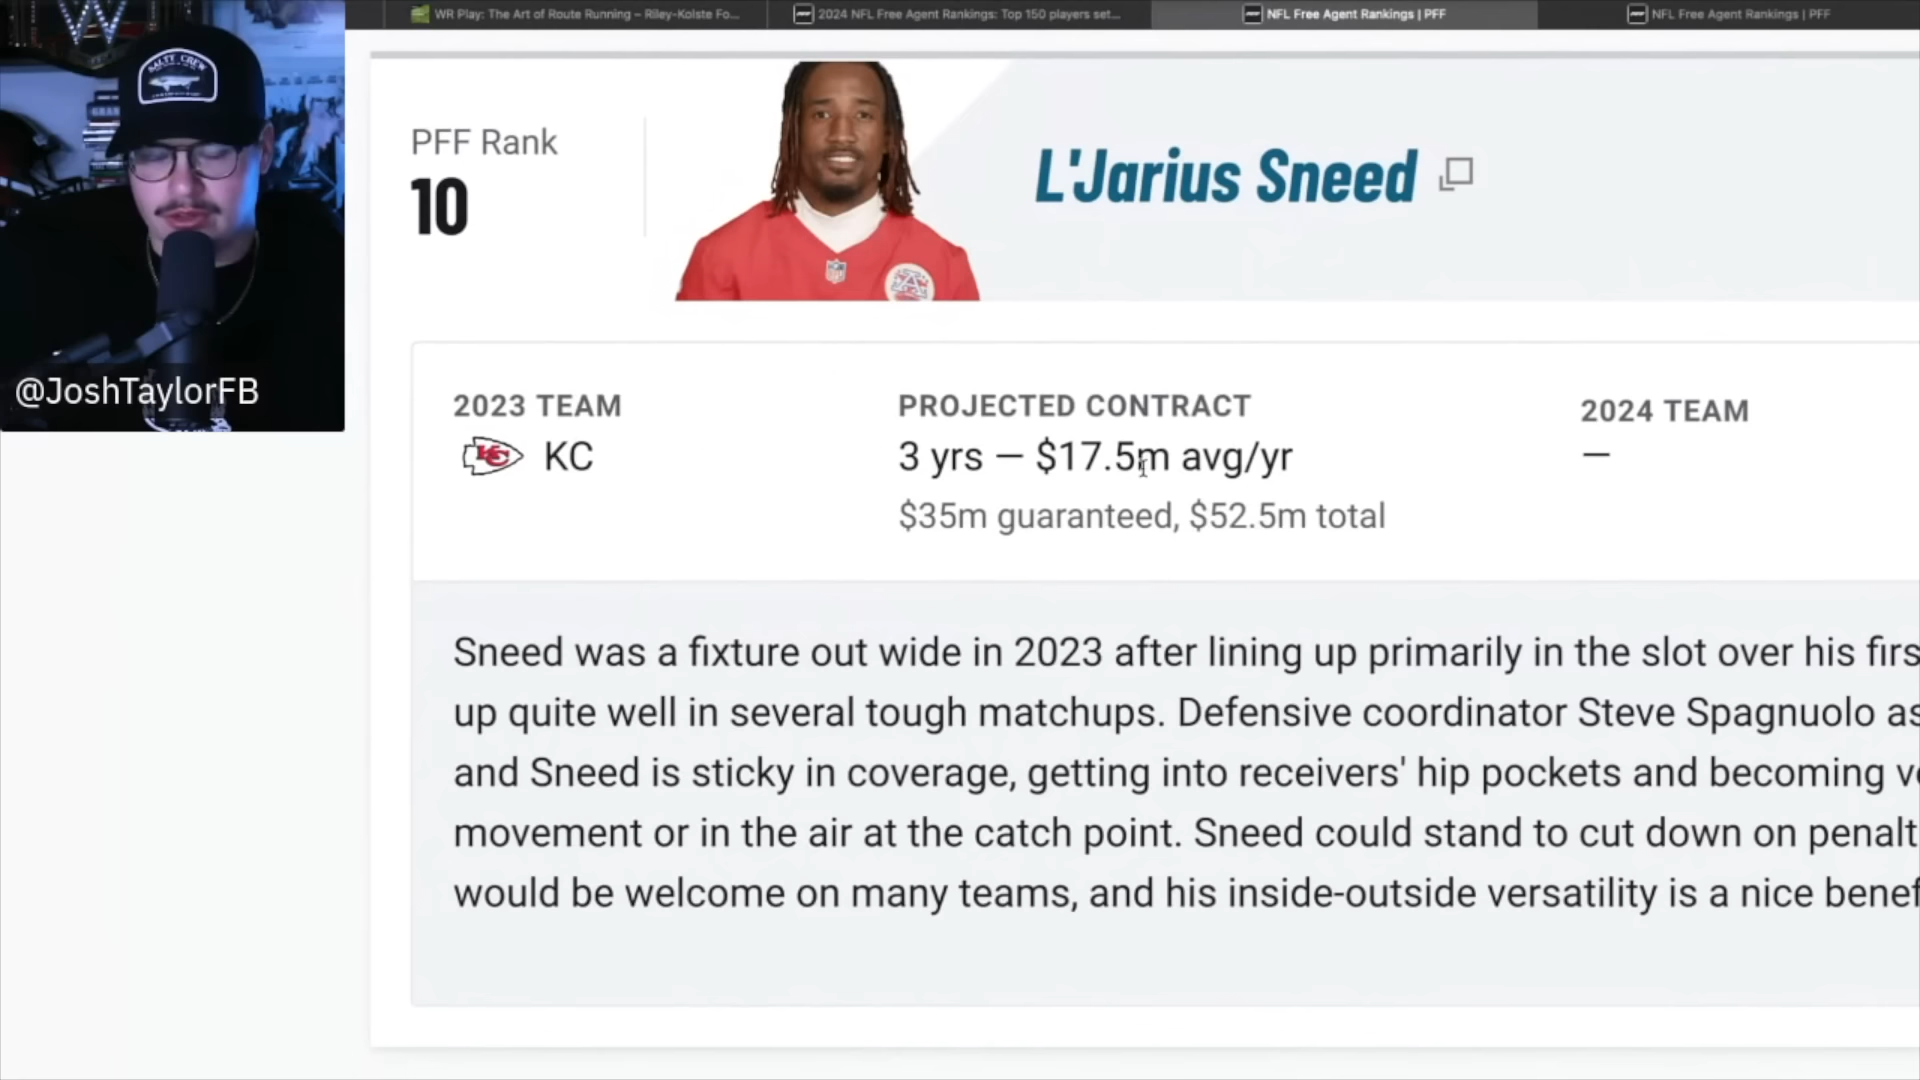 WR Play: The Art of Route Running – Riley-Kolste Fo...
2024 NFL Free Agent Rankings: Top 150 players set...
NFL Free Agent Rankings | PFF
NFL Free Agent Rankings | PFF
SALTY CREW
@JoshTaylorFB
PFF Rank
10
L'Jarius Sneed
2023 TEAM
KC
PROJECTED CONTRACT
3 yrs – $17.5m avg/yr
$35m guaranteed, $52.5m total
2024 TEAM
–
Sneed was a fixture out wide in 2023 after lining up primarily in the slot over his firs
up quite well in several tough matchups. Defensive coordinator Steve Spagnuolo as
and Sneed is sticky in coverage, getting into receivers' hip pockets and becoming ve
movement or in the air at the catch point. Sneed could stand to cut down on penalt
would be welcome on many teams, and his inside-outside versatility is a nice benef